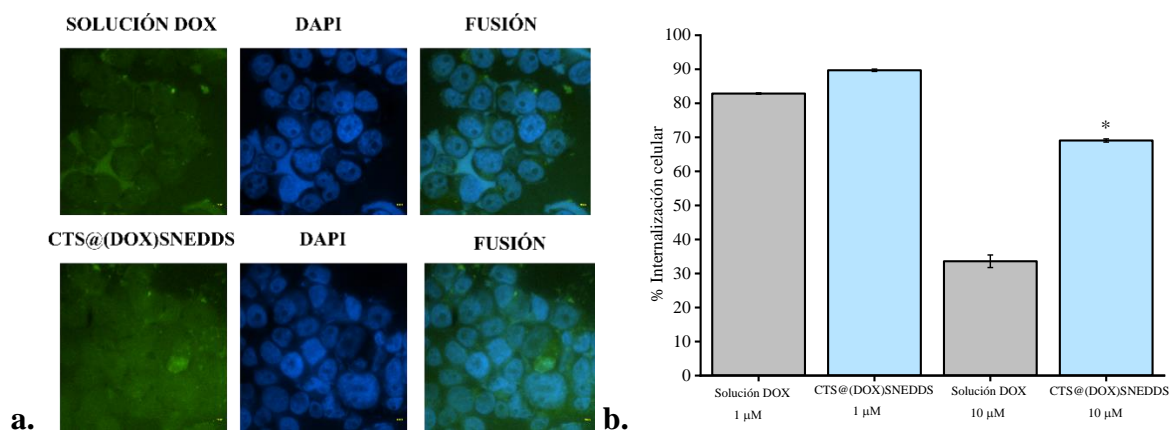 SOLUCIÓN DOX DAPI FUSIÓN
CTS@(DOX)SNEDDS DAPI FUSIÓN
a.
% Internalización celular
100
90
80
70
60
50
40
30
20
10
0
*
Solución DOX CTS@(DOX)SNEDDS Solución DOX CTS@(DOX)SNEDDS
1 µM 1 µM 10 µM 10 µM
b.